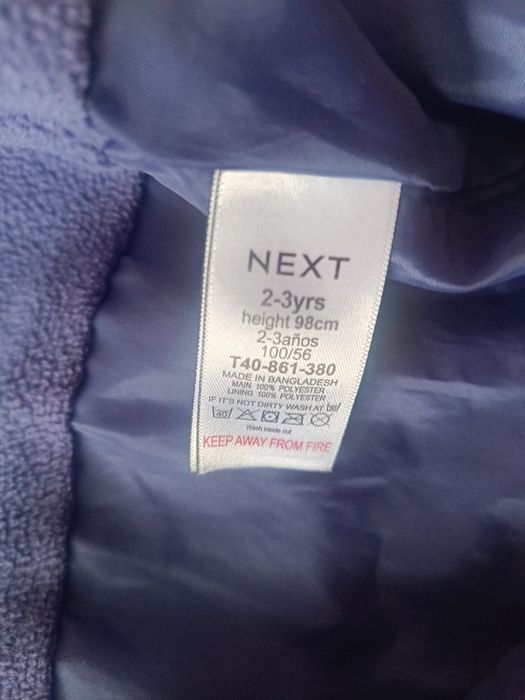 NEXT
2-3yrs
height 98cm
2-3años
100/56
T40-861-380
MADE IN BANGLADESH
MAIN 100% POLYESTER
LINING 100% POLYESTER
IF IT'S NOT DIRTY WASH AT 30
Wash inside out
KEEP AWAY FROM FIRE